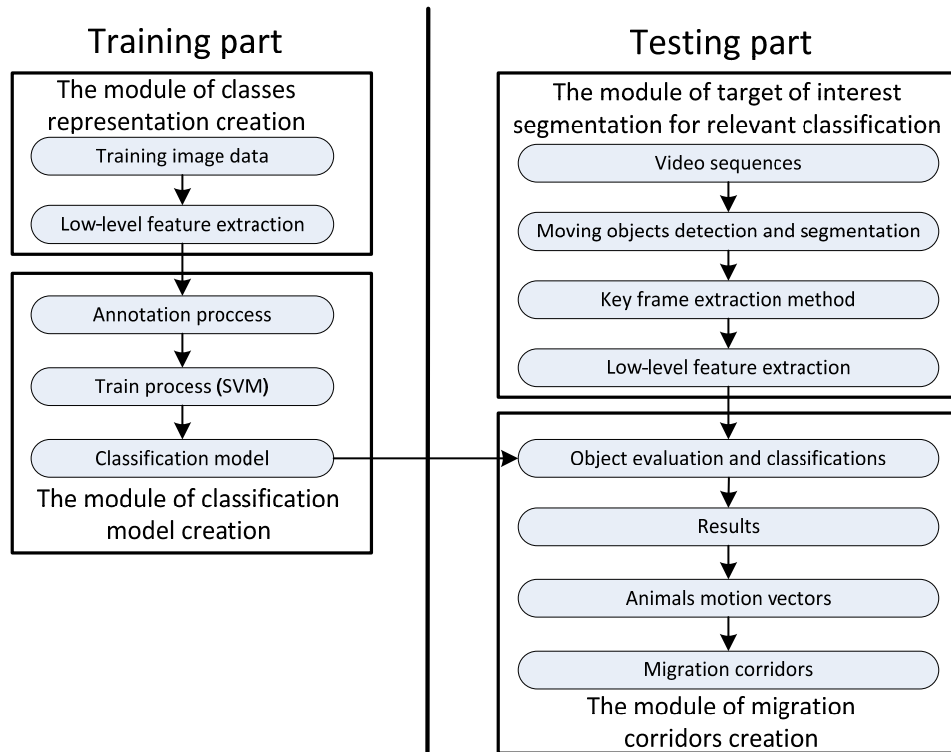 Training part
The module of classes
representation creation
Training image data
Low-level feature extraction
Annotation proccess
Train process (SVM)
Classification model
The module of classification
model creation
Testing part
The module of target of interest
segmentation for relevant classification
Video sequences
Moving objects detection and segmentation
Key frame extraction method
Low-level feature extraction
Object evaluation and classifications
Results
Animals motion vectors
Migration corridors
The module of migration
corridors creation